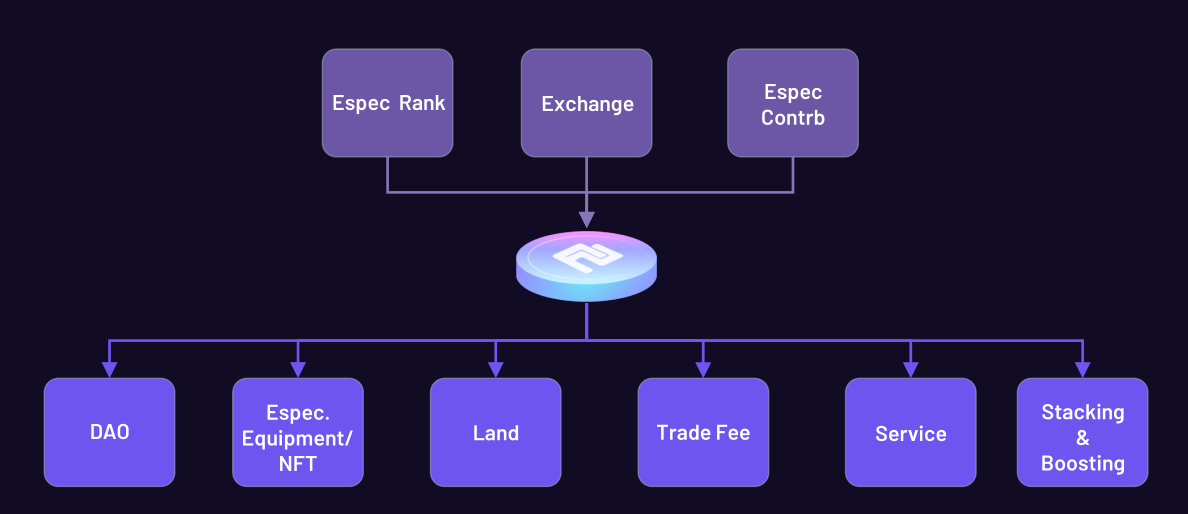 Espec Rank
Exchange
Espec
Contrb
DAO
Espec.
Equipment/
NFT
Land
Trade Fee
Service
Stacking
&
Boosting